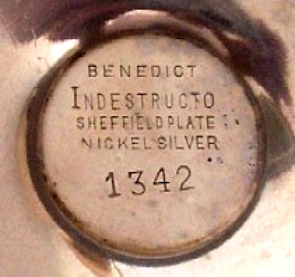 BENEDICT
INDESTRUCTO
SHEFFIELD PLATE
NICKEL SILVER
1342